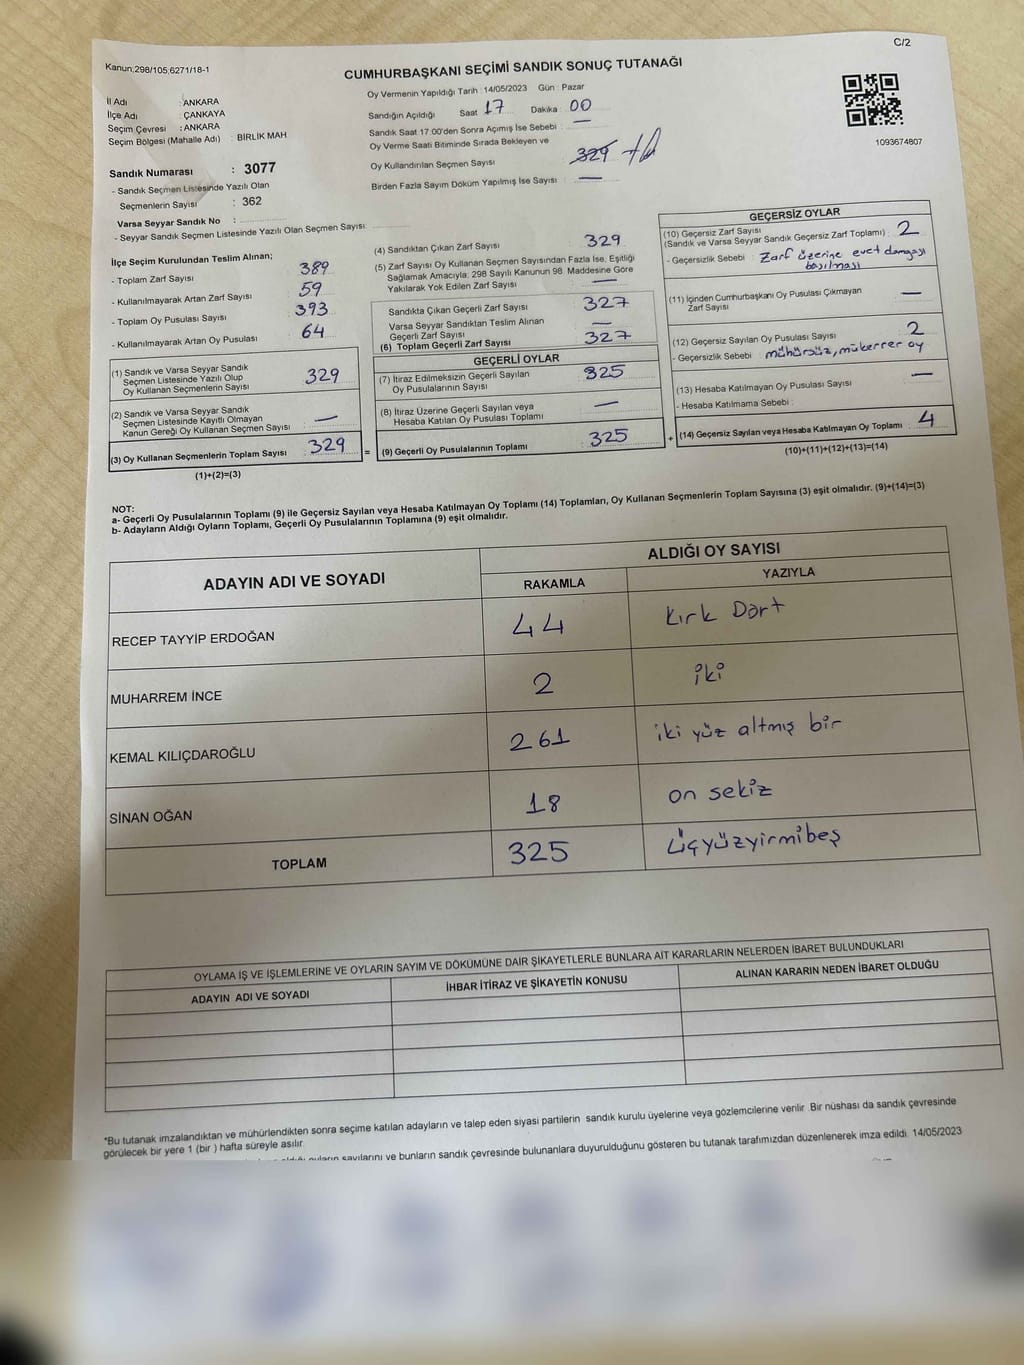 C/2
Kanun;298/105;6271/18-1
CUMHURBAŞKANI SEÇİMİ SANDIK SONUÇ TUTANAĞI
Oy Vermenin Yapıldığı Tarih : 14/05/2023 Gün : Pazar
İl Adı : ANKARA
İlçe Adı : ÇANKAYA
Seçim Çevresi : ANKARA
Seçim Bölgesi (Mahalle Adı) : BİRLİK MAH
Sandığın Açıldığı Saat 17 Dakika : 00
Sandık Saat 17:00'den Sonra Açımış İse Sebebi : —
Oy Verme Saati Bitiminde Sırada Bekleyen ve
Oy Kullandırılan Seçmen Sayısı 329
Birden Fazla Sayım Döküm Yapılmış İse Sayısı : —
1093674807
Sandık Numarası : 3077
- Sandık Seçmen Listesinde Yazılı Olan
Seçmenlerin Sayısı : 362
Varsa Seyyar Sandık No :
- Seyyar Sandık Seçmen Listesinde Yazılı Olan Seçmen Sayısı:
İlçe Seçim Kurulundan Teslim Alınan;
- Toplam Zarf Sayısı 389
- Kullanılmayarak Artan Zarf Sayısı 59
- Toplam Oy Pusulası Sayısı 393
- Kullanılmayarak Artan Oy Pusulası 64
(1) Sandık ve Varsa Seyyar Sandık
Seçmen Listesinde Yazılı Olup
Oy Kullanan Seçmenlerin Sayısı 329
(2) Sandık ve Varsa Seyyar Sandık
Seçmen Listesinde Kayıtlı Olmayan
Kanun Gereği Oy Kullanan Seçmen Sayısı —
(3) Oy Kullanan Seçmenlerin Toplam Sayısı 329
(1)+(2)=(3)
(4) Sandıktan Çıkan Zarf Sayısı 329
(5) Zarf Sayısı Oy Kullanan Seçmen Sayısından Fazla İse, Eşitliği
Sağlamak Amacıyla; 298 Sayılı Kanunun 98. Maddesine Göre
Yakılarak Yok Edilen Zarf Sayısı —
Sandıkta Çıkan Geçerli Zarf Sayısı 327
Varsa Seyyar Sandıktan Teslim Alınan
Geçerli Zarf Sayısı —
(6) Toplam Geçerli Zarf Sayısı 327
GEÇERLİ OYLAR
(7) İtiraz Edilmeksizin Geçerli Sayılan
Oy Pusulalarının Sayısı 325
(8) İtiraz Üzerine Geçerli Sayılan veya
Hesaba Katılan Oy Pusulası Toplamı —
= (9) Geçerli Oy Pusulalarının Toplamı 325
GEÇERSİZ OYLAR
(10) Geçersiz Zarf Sayısı
(Sandık ve Varsa Seyyar Sandık Geçersiz Zarf Toplamı) : 2
- Geçersizlik Sebebi : Zarf üzerine evet damgası
basılması
(11) İçinden Cumhurbaşkanı Oy Pusulası Çıkmayan
Zarf Sayısı —
(12) Geçersiz Sayılan Oy Pusulası Sayısı 2
- Geçersizlik Sebebi : mühürsüz, mükerrer oy
(13) Hesaba Katılmayan Oy Pusulası Sayısı —
- Hesaba Katılmama Sebebi :
+ (14) Geçersiz Sayılan veya Hesaba Katılmayan Oy Toplamı 4
(10)+(11)+(12)+(13)=(14)
NOT:
a- Geçerli Oy Pusulalarının Toplamı (9) ile Geçersiz Sayılan veya Hesaba Katılmayan Oy Toplamı (14) Toplamları, Oy Kullanan Seçmenlerin Toplam Sayısına (3) eşit olmalıdır. (9)+(14)=(3)
b- Adayların Aldığı Oyların Toplamı, Geçerli Oy Pusulalarının Toplamına (9) eşit olmalıdır.
ADAYIN ADI VE SOYADI ALDIĞI OY SAYISI
RAKAMLA YAZIYLA
RECEP TAYYİP ERDOĞAN 44 Kırk Dört
MUHARREM İNCE 2 iki
KEMAL KILIÇDAROĞLU 261 iki yüz altmış bir
SİNAN OĞAN 18 on sekiz
TOPLAM 325 üçyüzyirmibeş
OYLAMA İŞ VE İŞLEMLERİNE VE OYLARIN SAYIM VE DÖKÜMÜNE DAİR ŞİKAYETLERLE BUNLARA AİT KARARLARIN NELERDEN İBARET BULUNDUKLARI
ADAYIN ADI VE SOYADI İHBAR İTİRAZ VE ŞİKAYETİN KONUSU ALINAN KARARIN NEDEN İBARET OLDUĞU
*Bu tutanak imzalandıktan ve mühürlendikten sonra seçime katılan adayların ve talep eden siyasi partilerin sandık kurulu üyelerine veya gözlemcilerine verilir. Bir nüshası da sandık çevresinde
görülecek bir yere 1 (bir ) hafta süreyle asılır.
oyların sayılarını ve bunların sandık çevresinde bulunanlara duyurulduğunu gösteren bu tutanak tarafımızdan düzenlenerek imza edildi. 14/05/2023